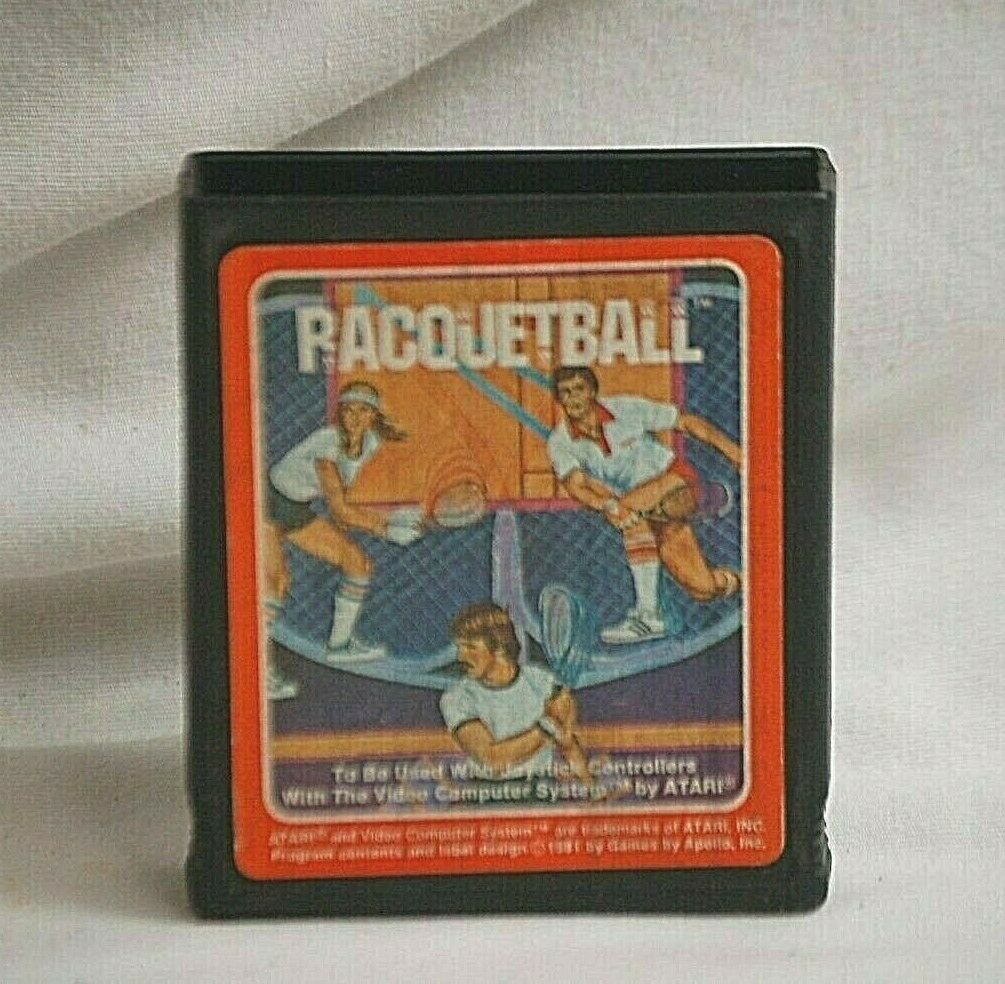 RACQUETBALL™
To Be Used With Joystick Controllers
With The Video Computer System™ by ATARI®
ATARI® and Video Computer System™ are trademarks of ATARI, INC.
Program contents and label design © 1981 by Games by Apollo, Inc.